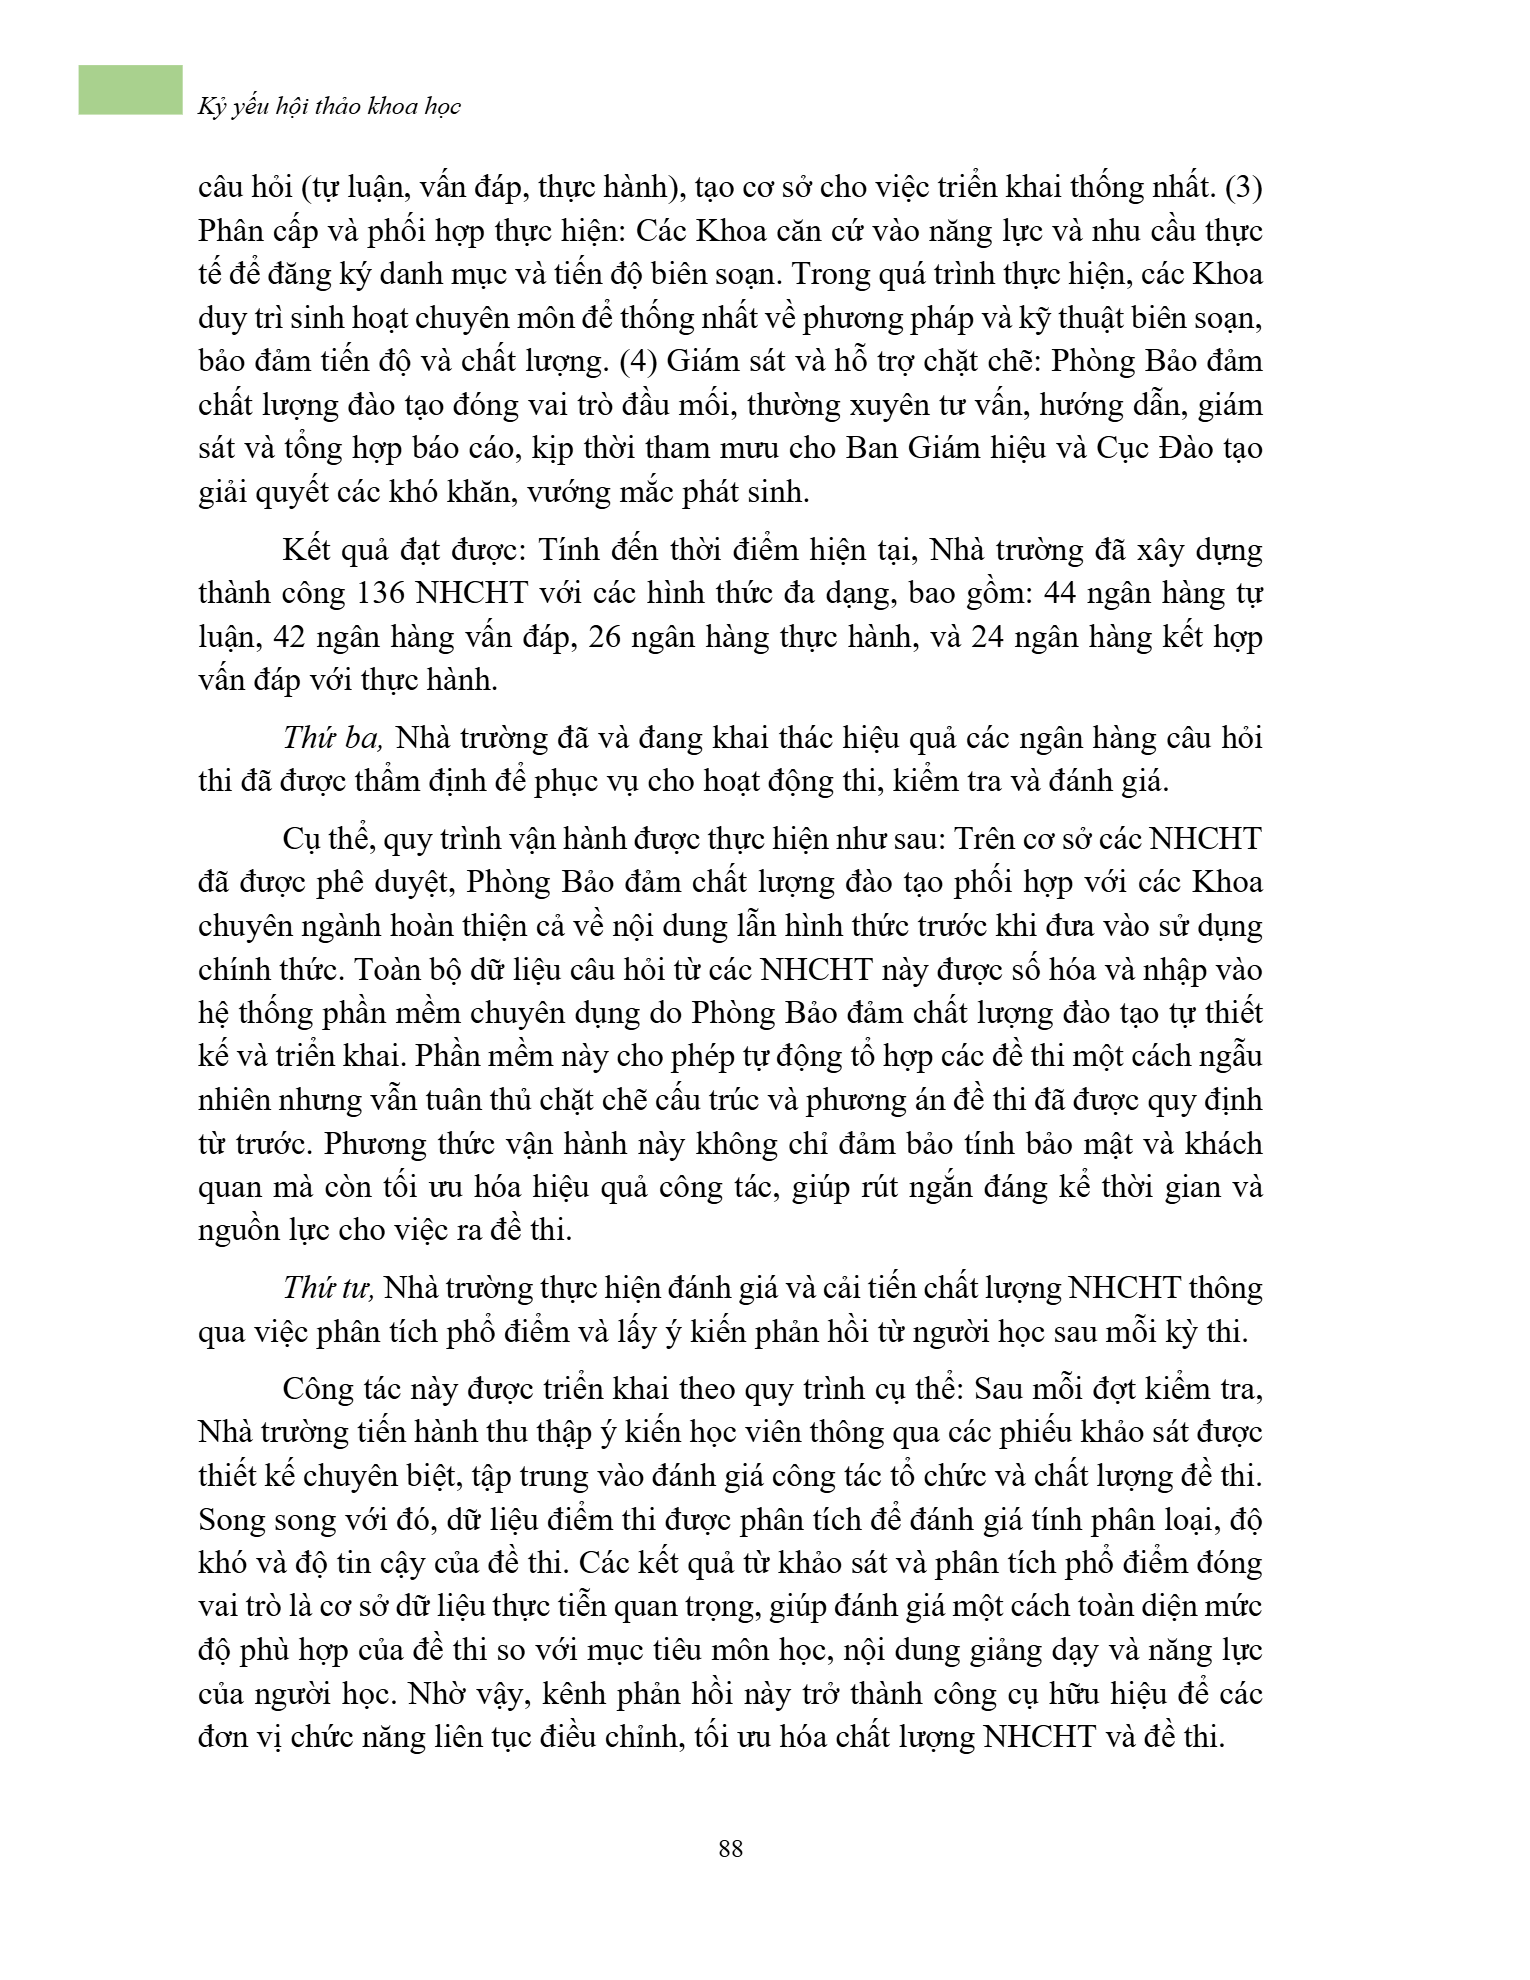 Kỷ yếu hội thảo khoa học
câu hỏi (tự luận, vấn đáp, thực hành), tạo cơ sở cho việc triển khai thống nhất. (3)
Phân cấp và phối hợp thực hiện: Các Khoa căn cứ vào năng lực và nhu cầu thực
tế để đăng ký danh mục và tiến độ biên soạn. Trong quá trình thực hiện, các Khoa
duy trì sinh hoạt chuyên môn để thống nhất về phương pháp và kỹ thuật biên soạn,
bảo đảm tiến độ và chất lượng. (4) Giám sát và hỗ trợ chặt chẽ: Phòng Bảo đảm
chất lượng đào tạo đóng vai trò đầu mối, thường xuyên tư vấn, hướng dẫn, giám
sát và tổng hợp báo cáo, kịp thời tham mưu cho Ban Giám hiệu và Cục Đào tạo
giải quyết các khó khăn, vướng mắc phát sinh.
Kết quả đạt được: Tính đến thời điểm hiện tại, Nhà trường đã xây dựng
thành công 136 NHCHT với các hình thức đa dạng, bao gồm: 44 ngân hàng tự
luận, 42 ngân hàng vấn đáp, 26 ngân hàng thực hành, và 24 ngân hàng kết hợp
vấn đáp với thực hành.
Thứ ba, Nhà trường đã và đang khai thác hiệu quả các ngân hàng câu hỏi
thi đã được thẩm định để phục vụ cho hoạt động thi, kiểm tra và đánh giá.
Cụ thể, quy trình vận hành được thực hiện như sau: Trên cơ sở các NHCHT
đã được phê duyệt, Phòng Bảo đảm chất lượng đào tạo phối hợp với các Khoa
chuyên ngành hoàn thiện cả về nội dung lẫn hình thức trước khi đưa vào sử dụng
chính thức. Toàn bộ dữ liệu câu hỏi từ các NHCHT này được số hóa và nhập vào
hệ thống phần mềm chuyên dụng do Phòng Bảo đảm chất lượng đào tạo tự thiết
kế và triển khai. Phần mềm này cho phép tự động tổ hợp các đề thi một cách ngẫu
nhiên nhưng vẫn tuân thủ chặt chẽ cấu trúc và phương án đề thi đã được quy định
từ trước. Phương thức vận hành này không chỉ đảm bảo tính bảo mật và khách
quan mà còn tối ưu hóa hiệu quả công tác, giúp rút ngắn đáng kể thời gian và
nguồn lực cho việc ra đề thi.
Thứ tư, Nhà trường thực hiện đánh giá và cải tiến chất lượng NHCHT thông
qua việc phân tích phổ điểm và lấy ý kiến phản hồi từ người học sau mỗi kỳ thi.
Công tác này được triển khai theo quy trình cụ thể: Sau mỗi đợt kiểm tra,
Nhà trường tiến hành thu thập ý kiến học viên thông qua các phiếu khảo sát được
thiết kế chuyên biệt, tập trung vào đánh giá công tác tổ chức và chất lượng đề thi.
Song song với đó, dữ liệu điểm thi được phân tích để đánh giá tính phân loại, độ
khó và độ tin cậy của đề thi. Các kết quả từ khảo sát và phân tích phổ điểm đóng
vai trò là cơ sở dữ liệu thực tiễn quan trọng, giúp đánh giá một cách toàn diện mức
độ phù hợp của đề thi so với mục tiêu môn học, nội dung giảng dạy và năng lực
của người học. Nhờ vậy, kênh phản hồi này trở thành công cụ hữu hiệu để các
đơn vị chức năng liên tục điều chỉnh, tối ưu hóa chất lượng NHCHT và đề thi.
88